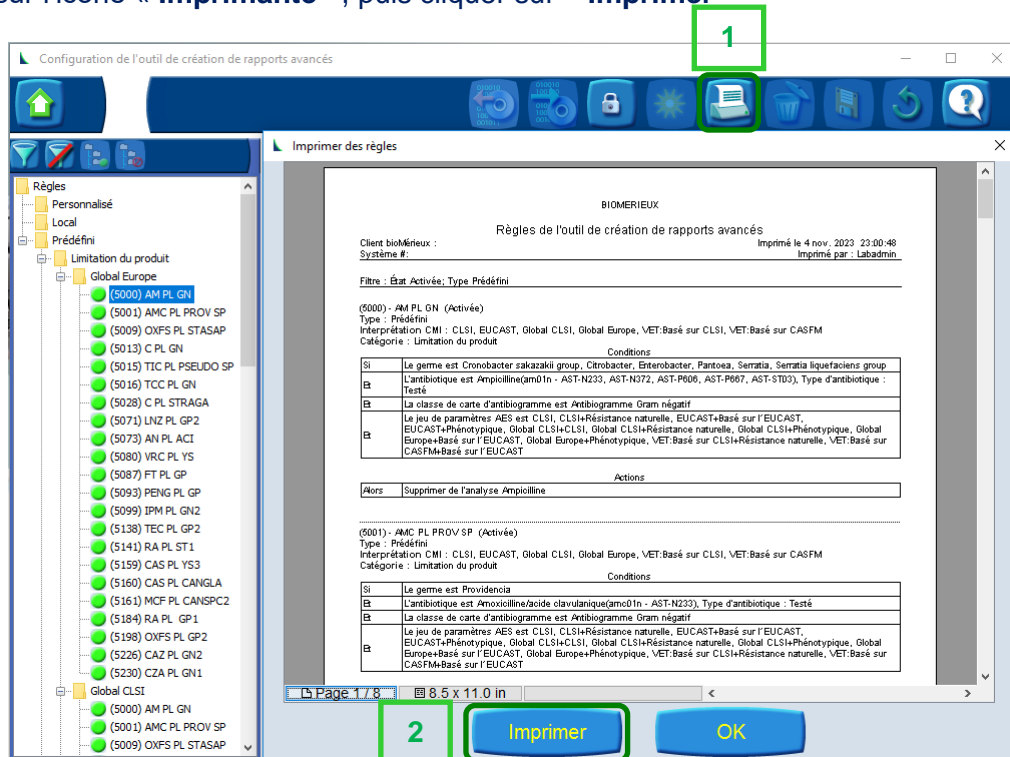 sur l'icône « Imprimante », puis cliquer sur « Imprimer »
1
Configuration de l'outil de création de rapports avancés
Imprimer des règles
Règles
Personnalisé
Local
Prédéfini
Limitation du produit
Global Europe
(5000) AM PL GN
(5001) AMC PL PROV SP
(5009) OXFS PL STASAP
(5013) C PL GN
(5015) TIC PL PSEUDO SP
(5016) TCC PL GN
(5028) C PL STRAGA
(5071) LNZ PL GP2
(5073) AN PL ACI
(5080) VRC PL YS
(5087) FT PL GP
(5093) PENG PL GP
(5099) IPM PL GN2
(5138) TEC PL GP2
(5141) RA PL ST1
(5159) CAS PL YS3
(5160) CAS PL CANGLA
(5161) MCF PL CANSPC2
(5184) RA PL GP1
(5198) OXFS PL GP2
(5226) CAZ PL GN2
(5230) CZA PL GN1
Global CLSI
(5000) AM PL GN
(5001) AMC PL PROV SP
(5009) OXFS PL STASAP
BIOMERIEUX
Règles de l'outil de création de rapports avancés
Client bioMérieux :
Imprimé le 4 nov. 2023 23:00:48
Système #:
Imprimé par : Labadmin
Filtre : État Activée; Type Prédéfini
(5000) - AM PL GN (Activée)
Type : Prédéfini
Interprétation CMI : CLSI, EUCAST, Global CLSI, Global Europe, VET:Basé sur CLSI, VET:Basé sur CASFM
Catégorie : Limitation du produit
Conditions
Si Le germe est Cronobacter sakazakii group, Citrobacter, Enterobacter, Pantoea, Serratia, Serratia liquefaciens group
Et L'antibiotique est Ampicilline(am01n - AST-N233, AST-N372, AST-P606, AST-P667, AST-ST03), Type d'antibiotique :
Testé
Et La classe de carte d'antibiogramme est Antibiogramme Gram négatif
Le jeu de paramètres AES est CLSI, CLSI+Résistance naturelle, EUCAST+Basé sur l'EUCAST,
Et EUCAST+Phénotypique, Global CLSI+CLSI, Global CLSI+Résistance naturelle, Global CLSI+Phénotypique, Global
Europe+Basé sur l'EUCAST, Global Europe+Phénotypique, VET:Basé sur CLSI+Résistance naturelle, VET:Basé sur
CASFM+Basé sur l'EUCAST
Actions
Alors Supprimer de l'analyse Ampicilline
(5001) - AMC PL PROV SP (Activée)
Type : Prédéfini
Interprétation CMI : CLSI, EUCAST, Global CLSI, Global Europe, VET:Basé sur CLSI, VET:Basé sur CASFM
Catégorie : Limitation du produit
Conditions
Si Le germe est Providencia
Et L'antibiotique est Amoxicilline/acide clavulanique(amc01n - AST-N233), Type d'antibiotique : Testé
Et La classe de carte d'antibiogramme est Antibiogramme Gram négatif
Le jeu de paramètres AES est CLSI, CLSI+Résistance naturelle, EUCAST+Basé sur l'EUCAST,
Et EUCAST+Phénotypique, Global CLSI+CLSI, Global CLSI+Résistance naturelle, Global CLSI+Phénotypique, Global
Europe+Basé sur l'EUCAST, Global Europe+Phénotypique, VET:Basé sur CLSI+Résistance naturelle, VET:Basé sur
CASFM+Basé sur l'EUCAST
Page 1 / 8
8.5 x 11.0 in
2
Imprimer
OK